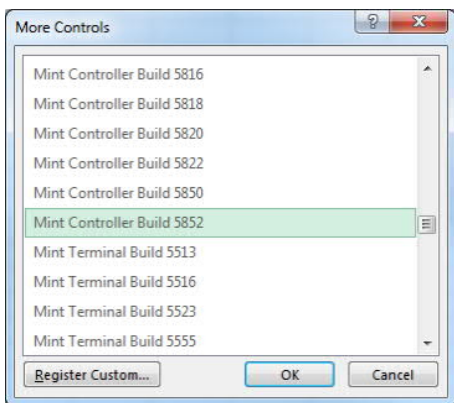 More Controls
Mint Controller Build 5816
Mint Controller Build 5818
Mint Controller Build 5820
Mint Controller Build 5822
Mint Controller Build 5850
Mint Controller Build 5852
Mint Terminal Build 5513
Mint Terminal Build 5516
Mint Terminal Build 5523
Mint Terminal Build 5555
Register Custom... OK Cancel